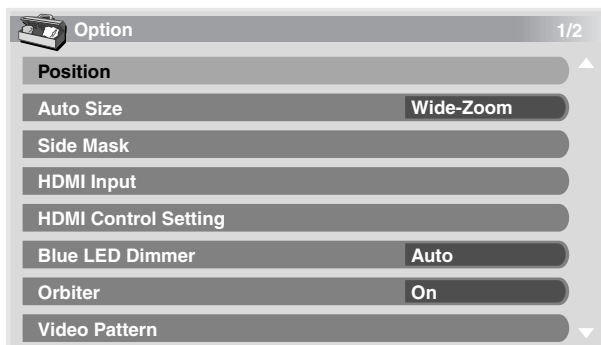 Option 1/2
Position
Auto Size Wide-Zoom
Side Mask
HDMI Input
HDMI Control Setting
Blue LED Dimmer Auto
Orbiter On
Video Pattern